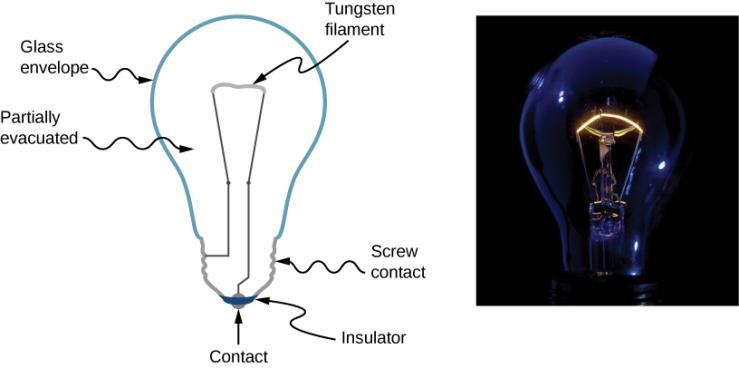 Tungsten
filament
Glass
envelope
Partially
evacuated
Screw
contact
Insulator
Contact